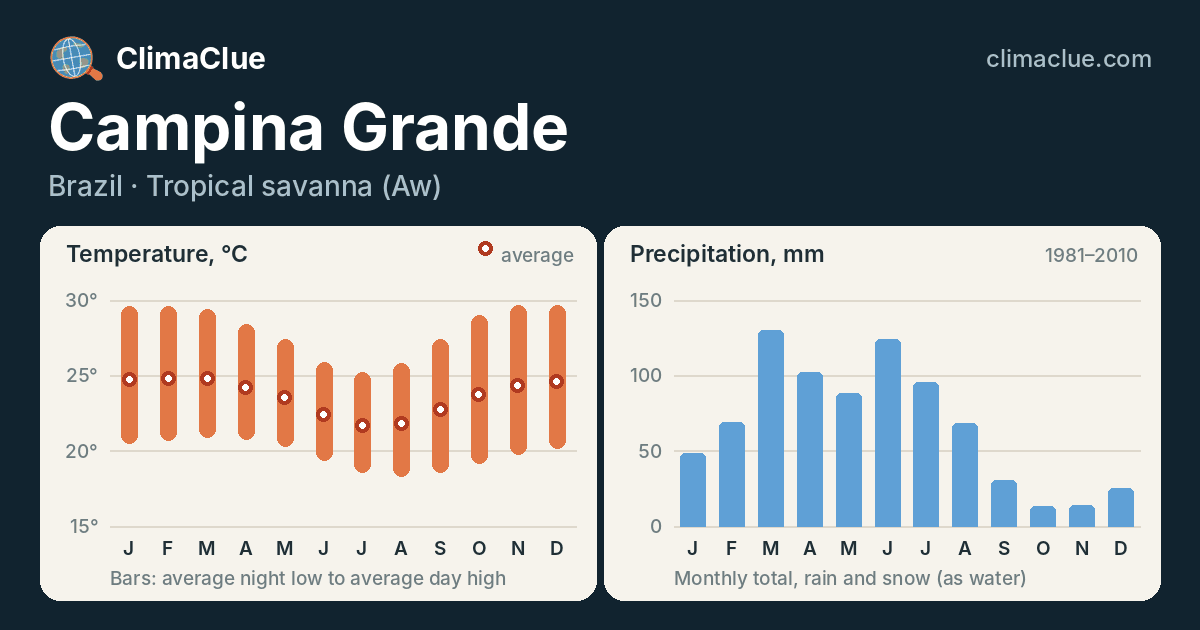 ClimaClue
climaclue.com
Campina Grande
Brazil · Tropical savanna (Aw)
Temperature, °C
average
30°
25°
20°
15°
J F M A M J J A S O N D
Bars: average night low to average day high
Precipitation, mm
1981–2010
150
100
50
0
J F M A M J J A S O N D
Monthly total, rain and snow (as water)